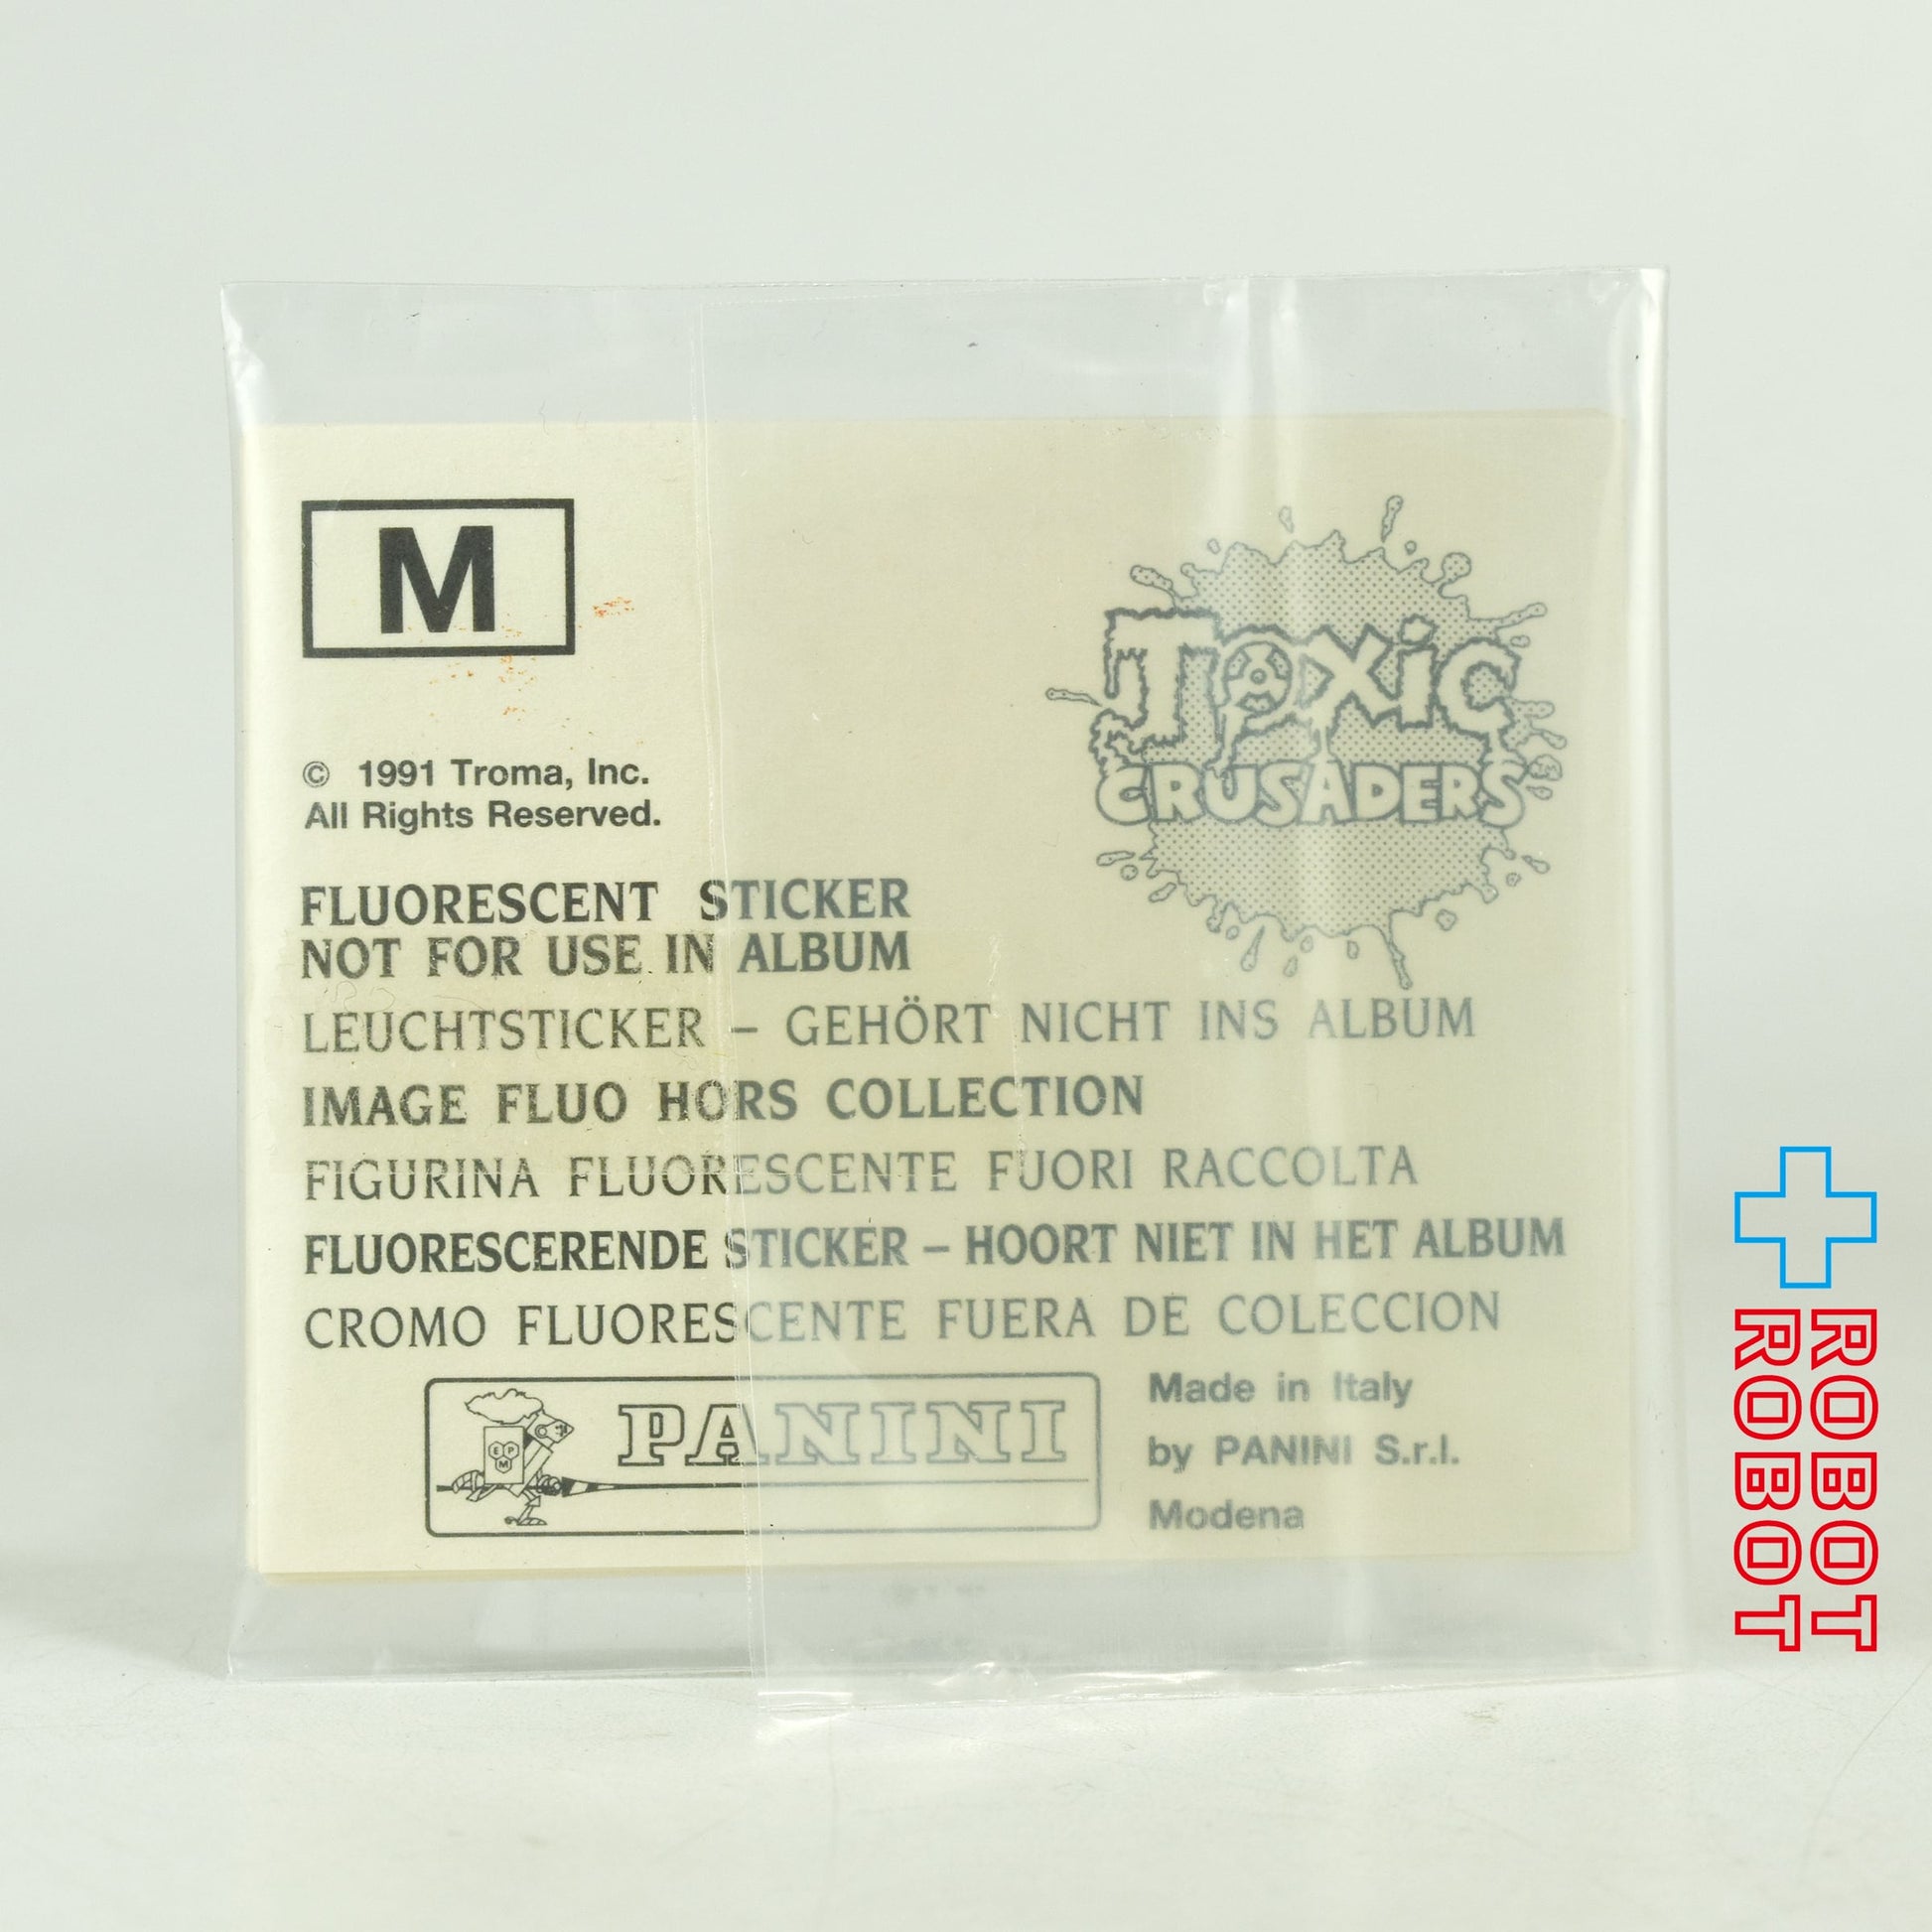 M
TOXIC
CRUSADERS
© 1991 Troma, Inc.
All Rights Reserved.
FLUORESCENT STICKER
NOT FOR USE IN ALBUM
LEUCHTSTICKER – GEHÖRT NICHT INS ALBUM
IMAGE FLUO HORS COLLECTION
FIGURINA FLUORESCENTE FUORI RACCOLTA
FLUORESCERENDE STICKER – HOORT NIET IN HET ALBUM
CROMO FLUORESCENTE FUERA DE COLECCION
E P
M
PANINI
Made in Italy
by PANINI S.r.l.
Modena
ROBOT
ROBOT